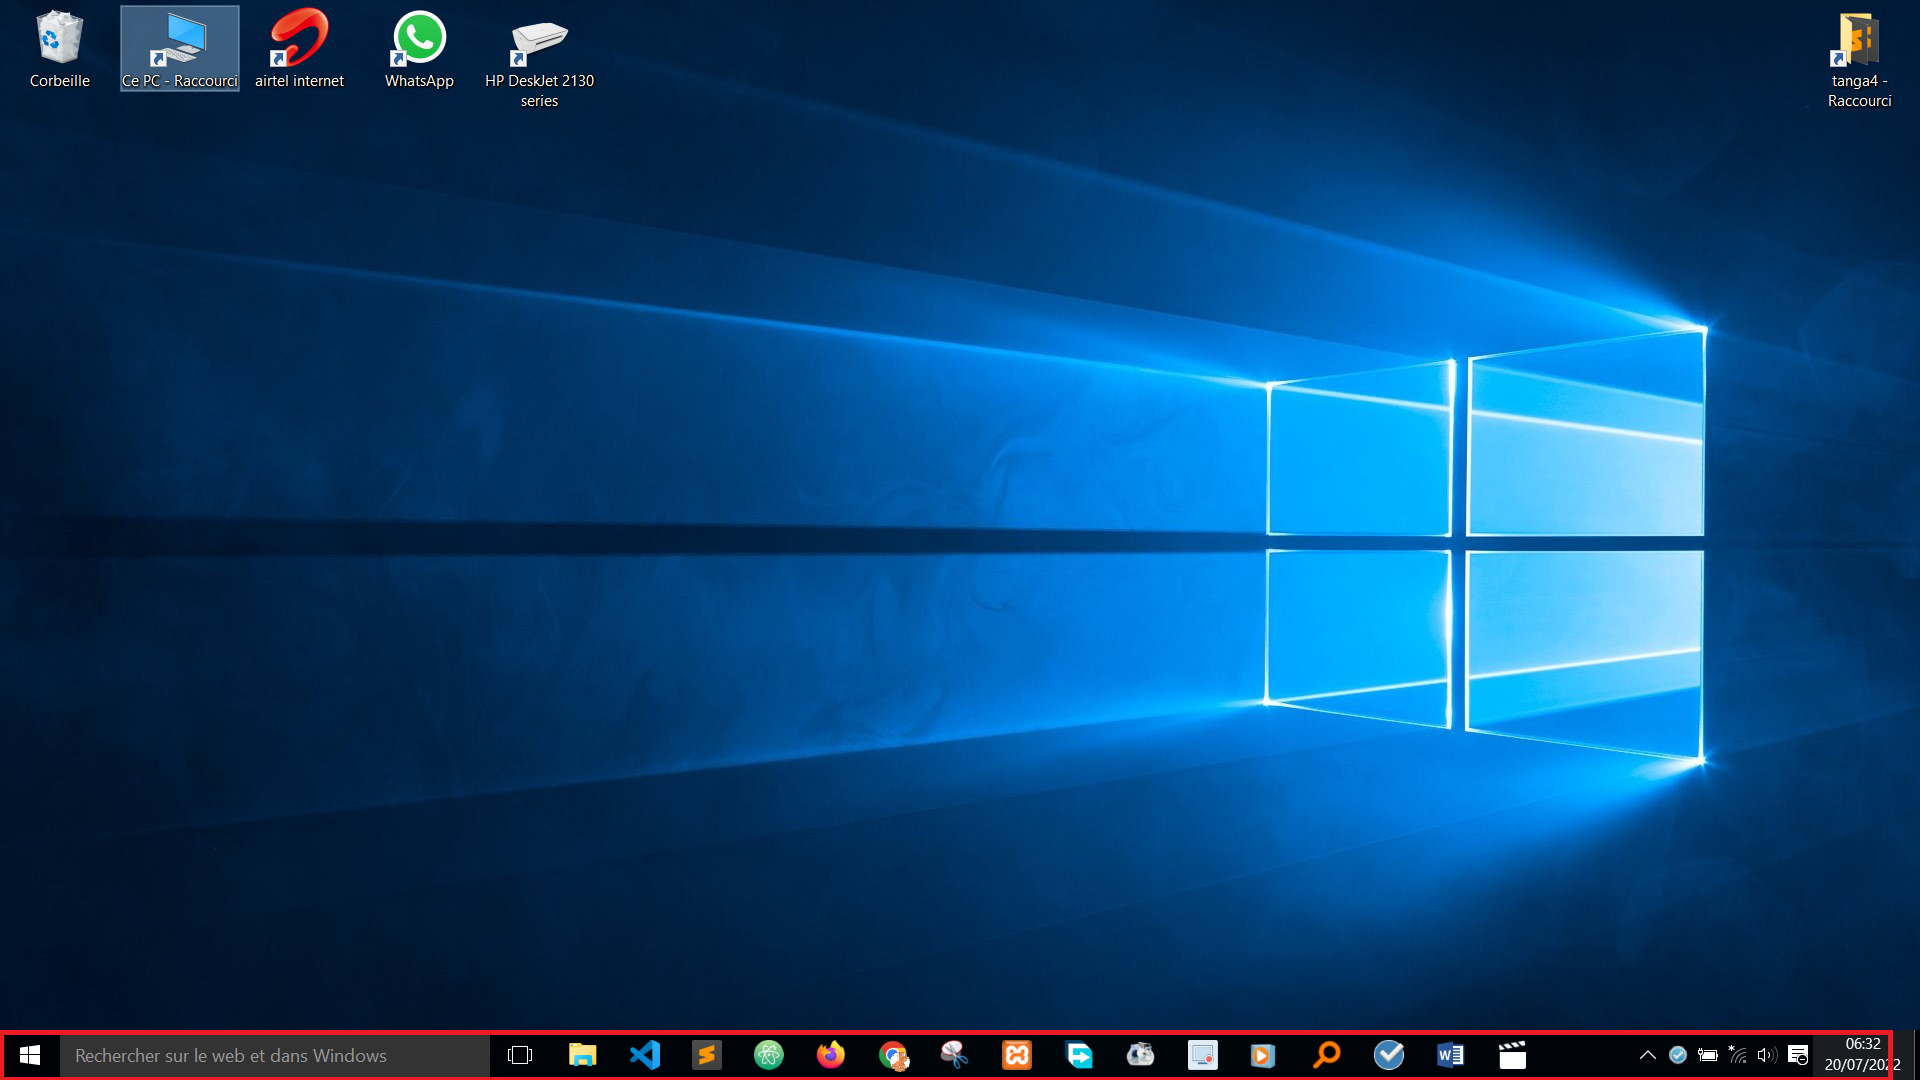 Corbeille
Ce PC - Raccourci
airtel internet
WhatsApp
HP DeskJet 2130
series
tanga4 -
Raccourci
Rechercher sur le web et dans Windows
06:32
20/07/2022